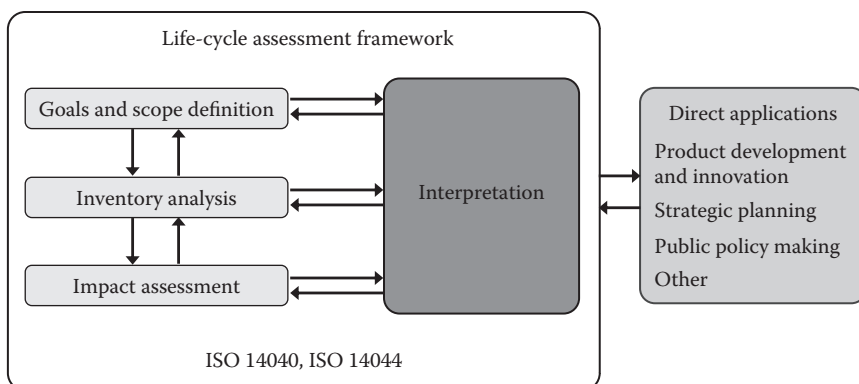 Life-cycle assessment framework
Goals and scope definition
Inventory analysis
Impact assessment
Interpretation
ISO 14040, ISO 14044
Direct applications
Product development
and innovation
Strategic planning
Public policy making
Other